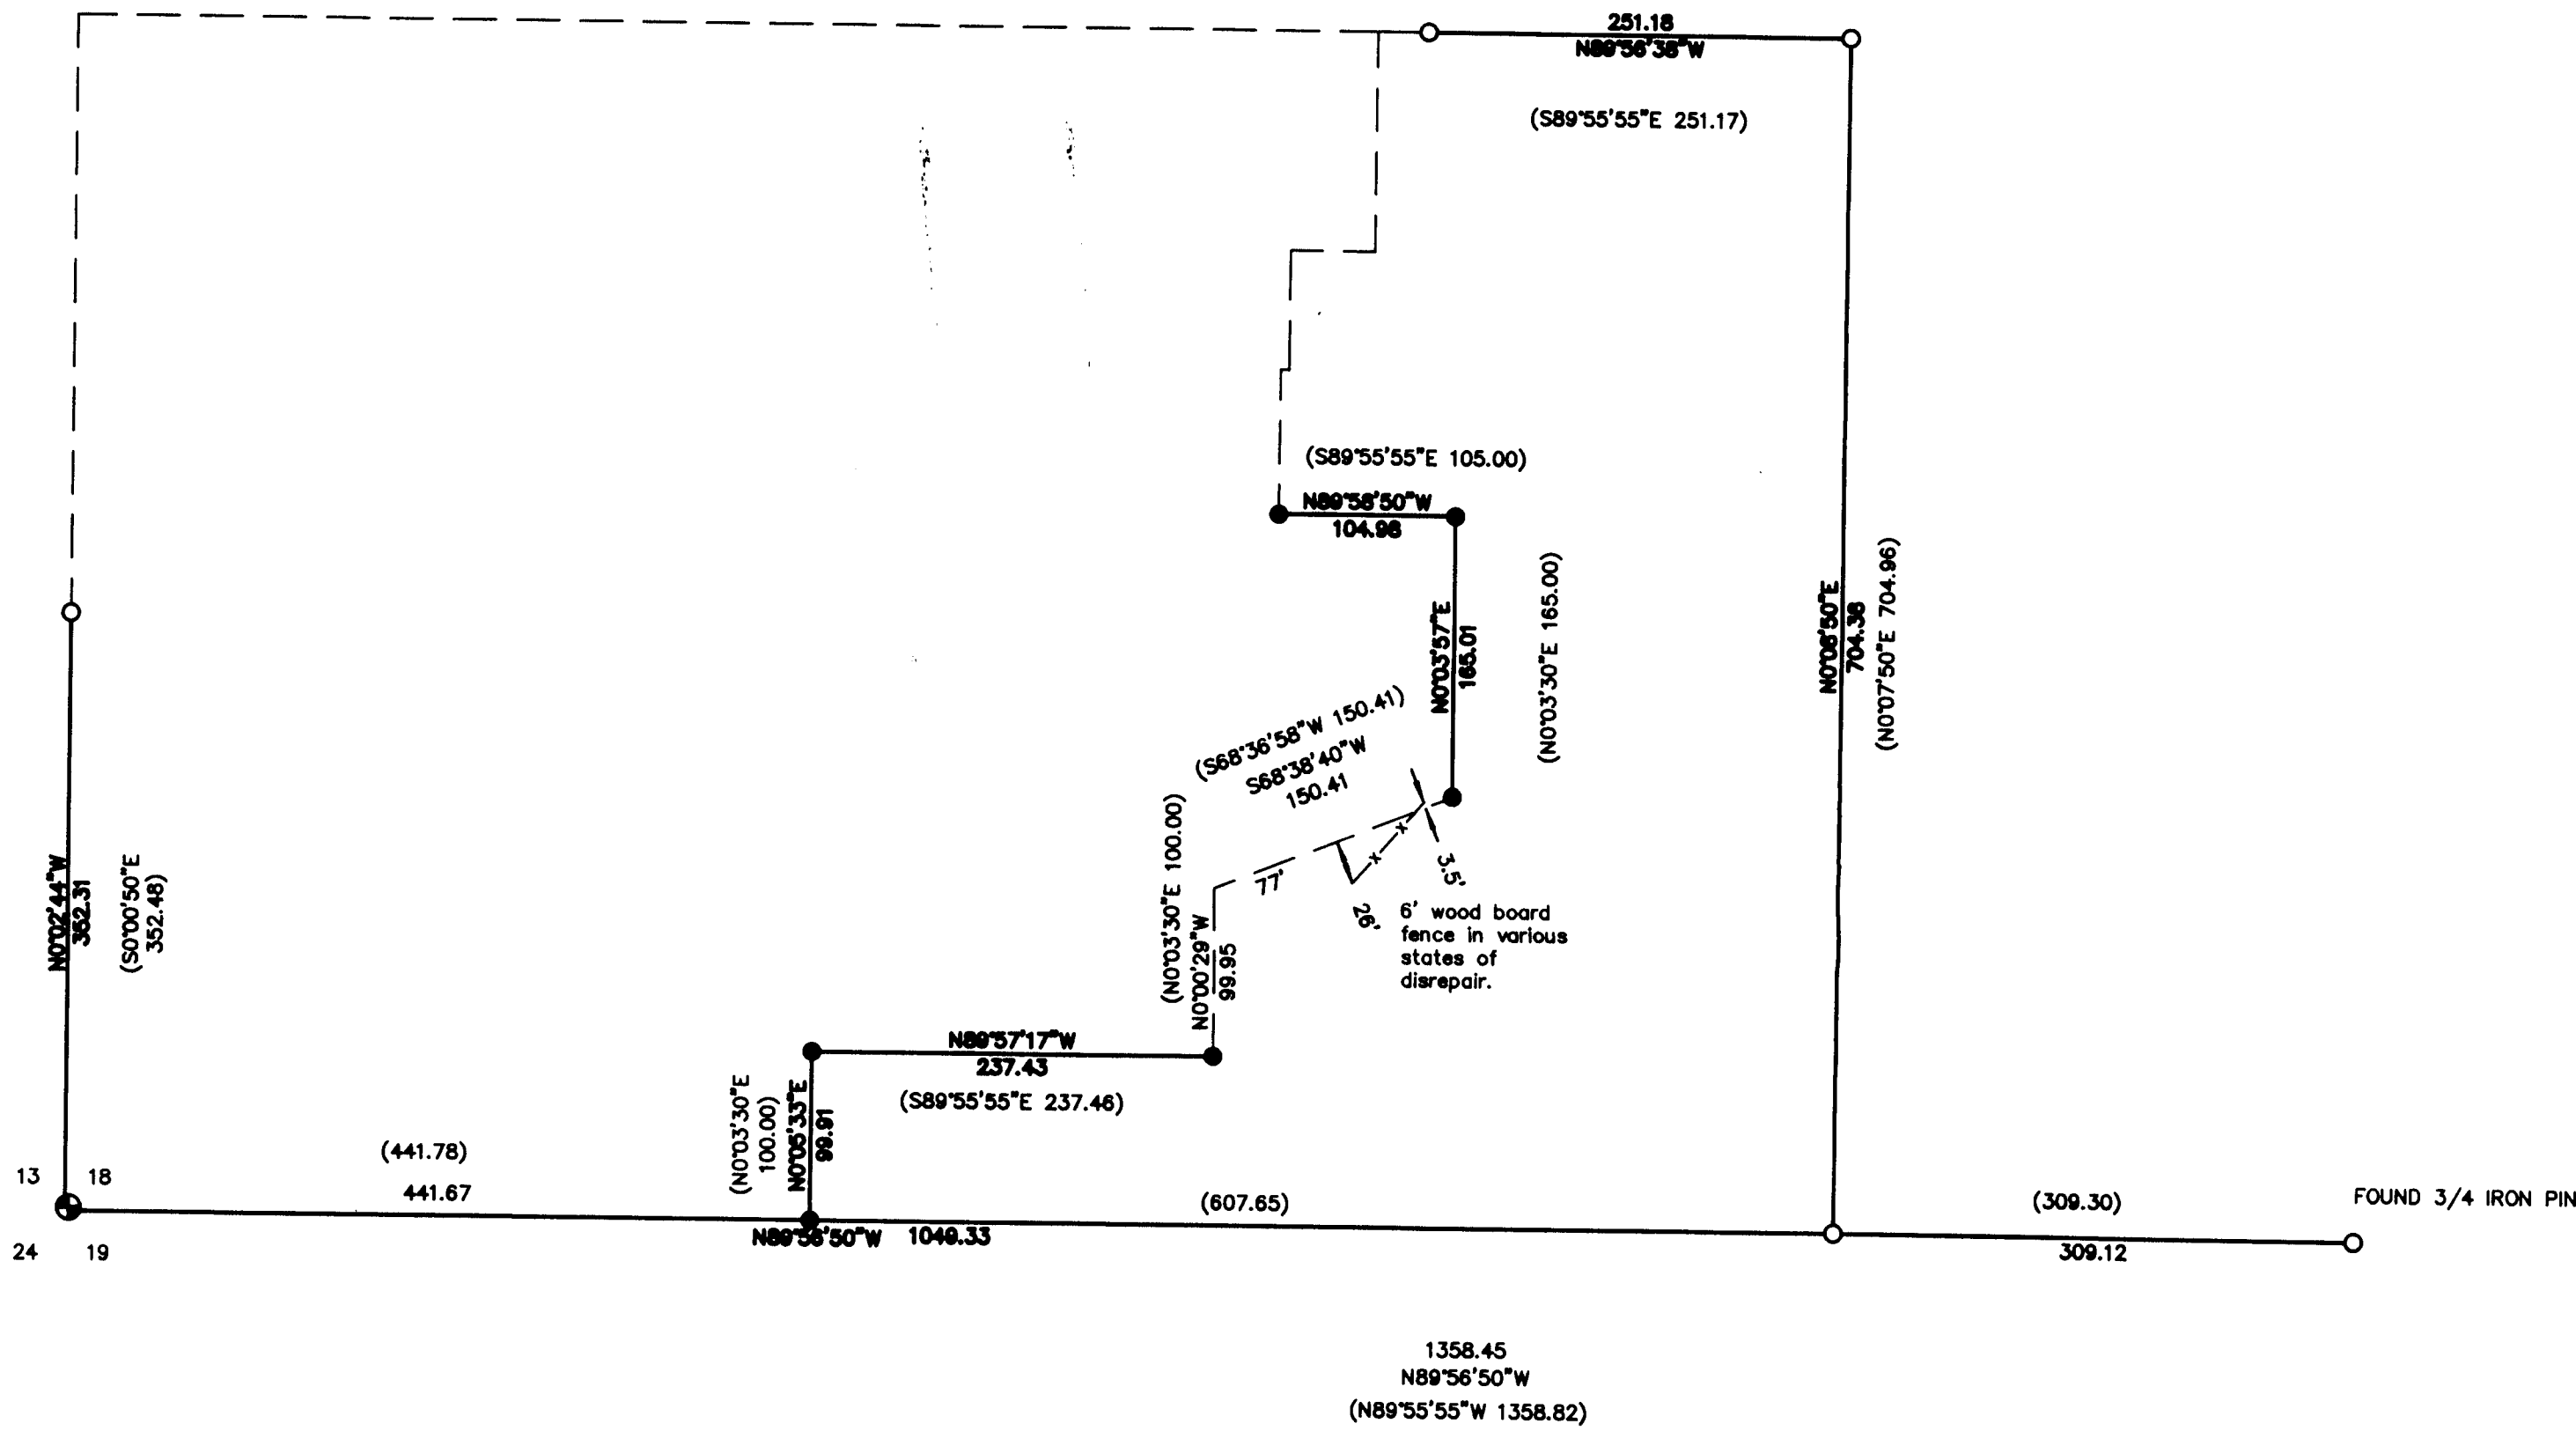 251.18
N89°56'38"W
(S89°55'55"E 251.17)
(S89°55'55"E 105.00)
N89°58'50"W
104.98
N0°03'57"E
165.01
(N0°03'30"E 165.00)
N0°06'50"E
704.38
(N0°07'50"E 704.96)
(S68°36'58"W 150.41)
S68°38'40"W
150.41
(N0°03'30"E 100.00)
N0°00'29"W
99.95
77'
3.5'
26'
6' wood board
fence in various
states of
disrepair.
N0°02'44"W
352.31
(S0°00'50"E
352.48)
N89°57'17"W
237.43
(S89°55'55"E 237.46)
(N0°03'30"E
100.00)
N0°05'33"E
99.91
(441.78)
441.67
13
18
24
19
(607.65)
N89°56'50"W 1049.33
(309.30)
309.12
FOUND 3/4 IRON PIN
1358.45
N89°56'50"W
(N89°55'55"W 1358.82)